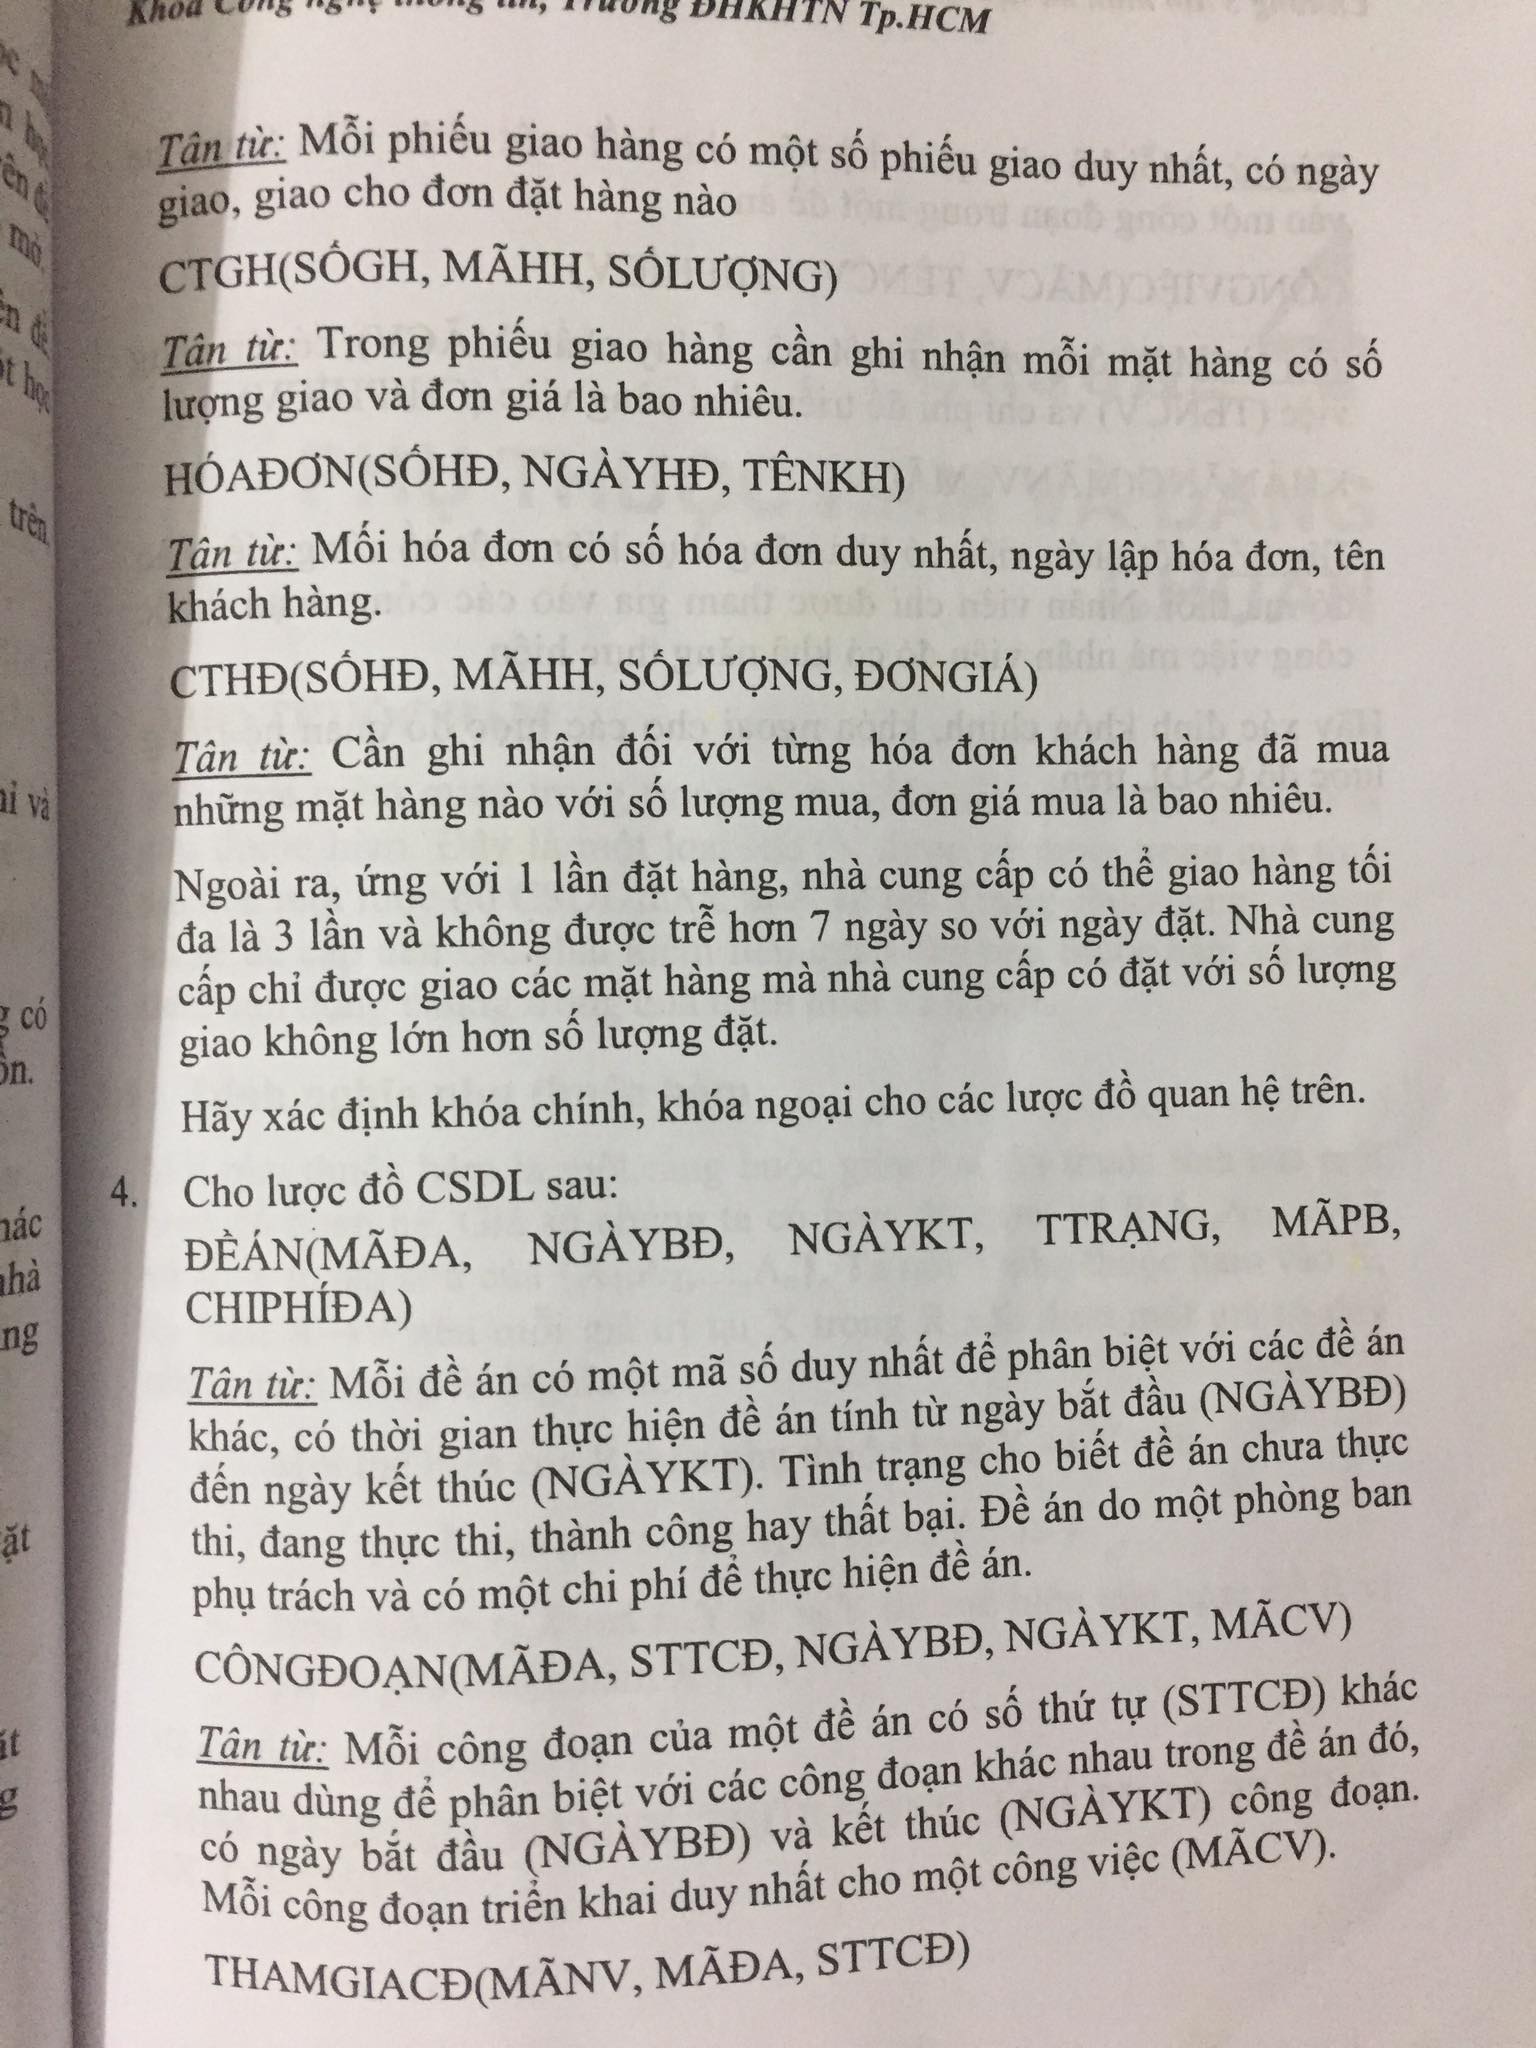 Khoa Công nghệ thông tin, Trường ĐHKHTN Tp.HCM
Tân từ: Mỗi phiếu giao hàng có một số phiếu giao duy nhất, có ngày
giao, giao cho đơn đặt hàng nào
CTGH(SỐGH, MÃHH, SỐLƯỢNG)
Tân từ: Trong phiếu giao hàng cần ghi nhận mỗi mặt hàng có số
lượng giao và đơn giá là bao nhiêu.
HÓAĐƠN(SỐHĐ, NGÀYHĐ, TÊNKH)
Tân từ: Mối hóa đơn có số hóa đơn duy nhất, ngày lập hóa đơn, tên
khách hàng.
CTHĐ(SỐHĐ, MÃHH, SỐLƯỢNG, ĐƠNGIÁ)
Tân từ: Cần ghi nhận đối với từng hóa đơn khách hàng đã mua
những mặt hàng nào với số lượng mua, đơn giá mua là bao nhiêu.
Ngoài ra, ứng với 1 lần đặt hàng, nhà cung cấp có thể giao hàng tối
đa là 3 lần và không được trễ hơn 7 ngày so với ngày đặt. Nhà cung
cấp chỉ được giao các mặt hàng mà nhà cung cấp có đặt với số lượng
giao không lớn hơn số lượng đặt.
Hãy xác định khóa chính, khóa ngoại cho các lược đồ quan hệ trên.
4. Cho lược đồ CSDL sau:
ĐỀÁN(MÃĐA, NGÀYBĐ, NGÀYKT, TTRẠNG, MÃPB,
CHIPHÍĐA)
Tân từ: Mỗi đề án có một mã số duy nhất để phân biệt với các đề án
khác, có thời gian thực hiện đề án tính từ ngày bắt đầu (NGÀYBĐ)
đến ngày kết thúc (NGÀYKT). Tình trạng cho biết đề án chưa thực
thi, đang thực thi, thành công hay thất bại. Đề án do một phòng ban
phụ trách và có một chi phí để thực hiện đề án.
CÔNGĐOẠN(MÃĐA, STTCĐ, NGÀYBĐ, NGÀYKT, MÃCV)
Tân từ: Mỗi công đoạn của một đề án có số thứ tự (STTCĐ) khác
nhau dùng để phân biệt với các công đoạn khác nhau trong đề án đó,
có ngày bắt đầu (NGÀYBĐ) và kết thúc (NGÀYKT) công đoạn.
Mỗi công đoạn triển khai duy nhất cho một công việc (MÃCV).
THAMGIACĐ(MÃNV, MÃĐA, STTCĐ)